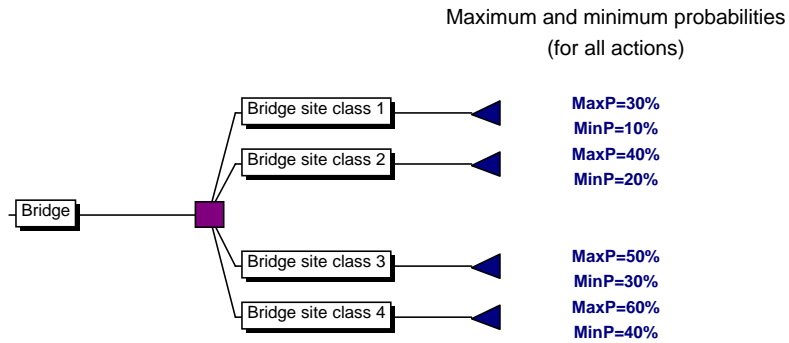 Maximum and minimum probabilities
(for all actions)
Bridge site class 1
MaxP=30%
MinP=10%
Bridge site class 2
MaxP=40%
MinP=20%
Bridge
Bridge site class 3
MaxP=50%
MinP=30%
Bridge site class 4
MaxP=60%
MinP=40%